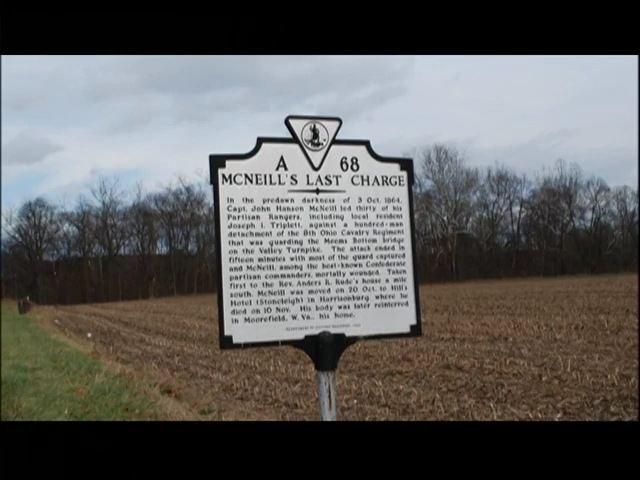 A 68
MCNEILL'S LAST CHARGE
In the predawn darkness of 3 Oct. 1864,
Capt. John Hanson McNeill led thirty of his
Partisan Rangers, including local resident
Joseph I. Triplett, against a hundred-man
detachment of the 8th Ohio Cavalry Regiment
that was guarding the Meems Bottom bridge
on the Valley Turnpike. The attack ended in
fifteen minutes with most of the guard captured
and McNeill, among the best-known Confederate
partisan commanders, mortally wounded. Taken
first to the Rev. Anders R. Rude's house a mile
south, McNeill was moved on 20 Oct. to Hill's
Hotel (Stoneleigh) in Harrisonburg where he
died on 10 Nov. His body was later reinterred
in Moorefield, W. Va., his home.